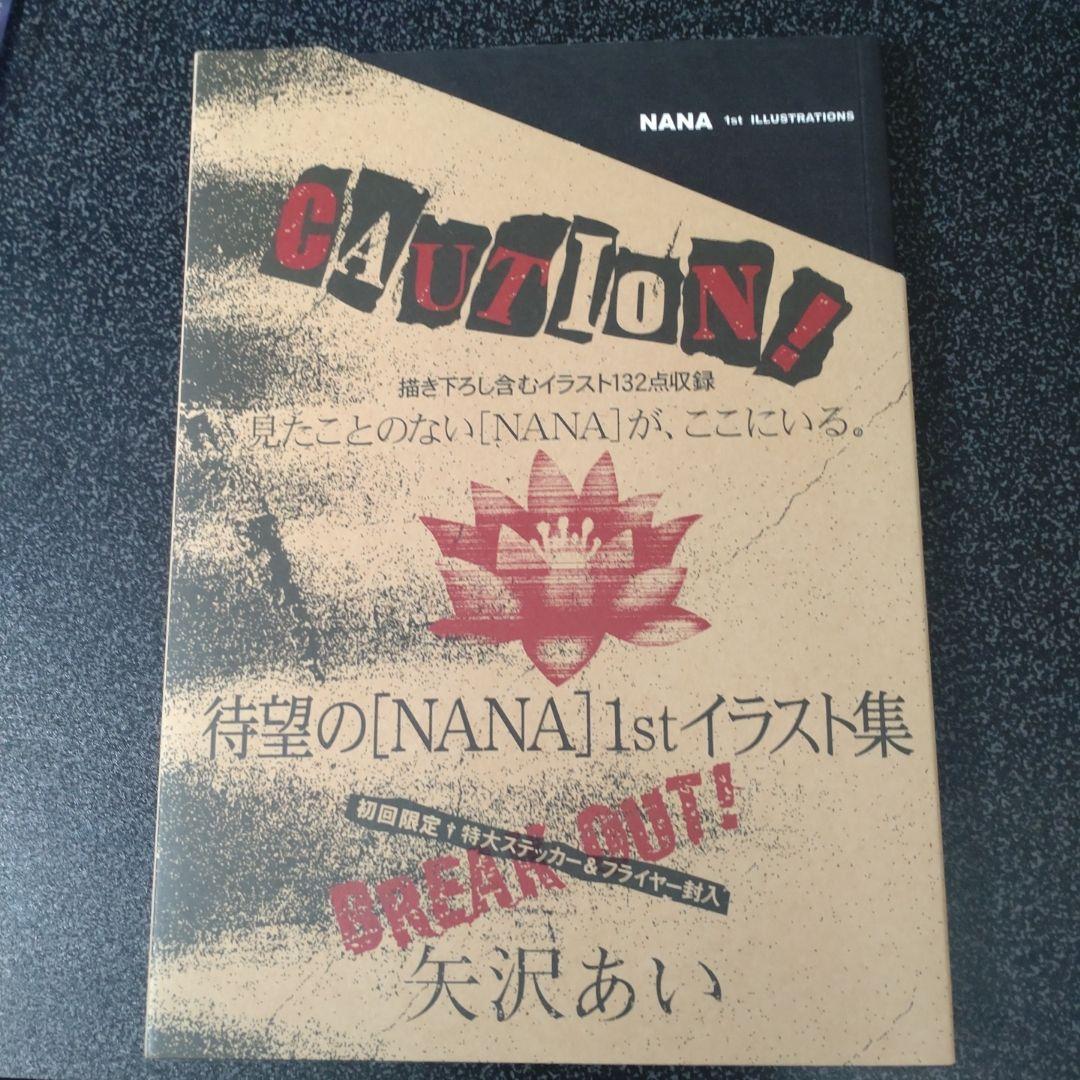 NANA 1st ILLUSTRATIONS
CAUTION!
描き下ろし含むイラスト132点収録
見たことのない[NANA]が、ここにいる。
待望の[NANA]1stイラスト集
BREAK OUT!
初回限定†特大ステッカー&フライヤー封入
矢沢あい